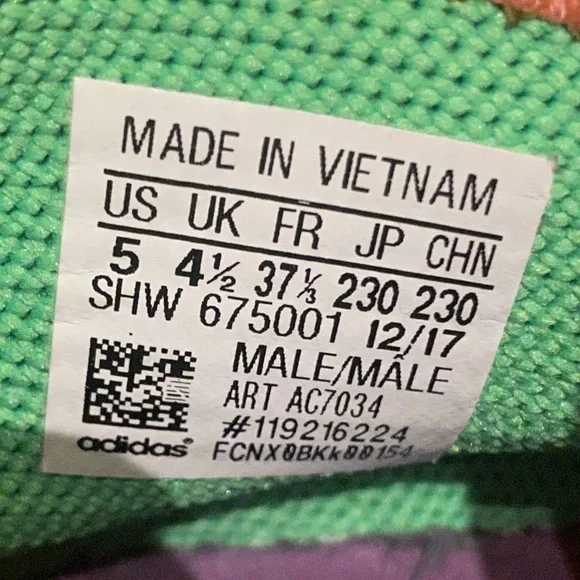 MADE IN VIETNAM
US UK FR JP CHN
5 4½ 37⅓ 230 230
SHW 675001 12/17
MALE/MÂLE
ART AC7034
#119216224
adidas® FCNX0BKk00154